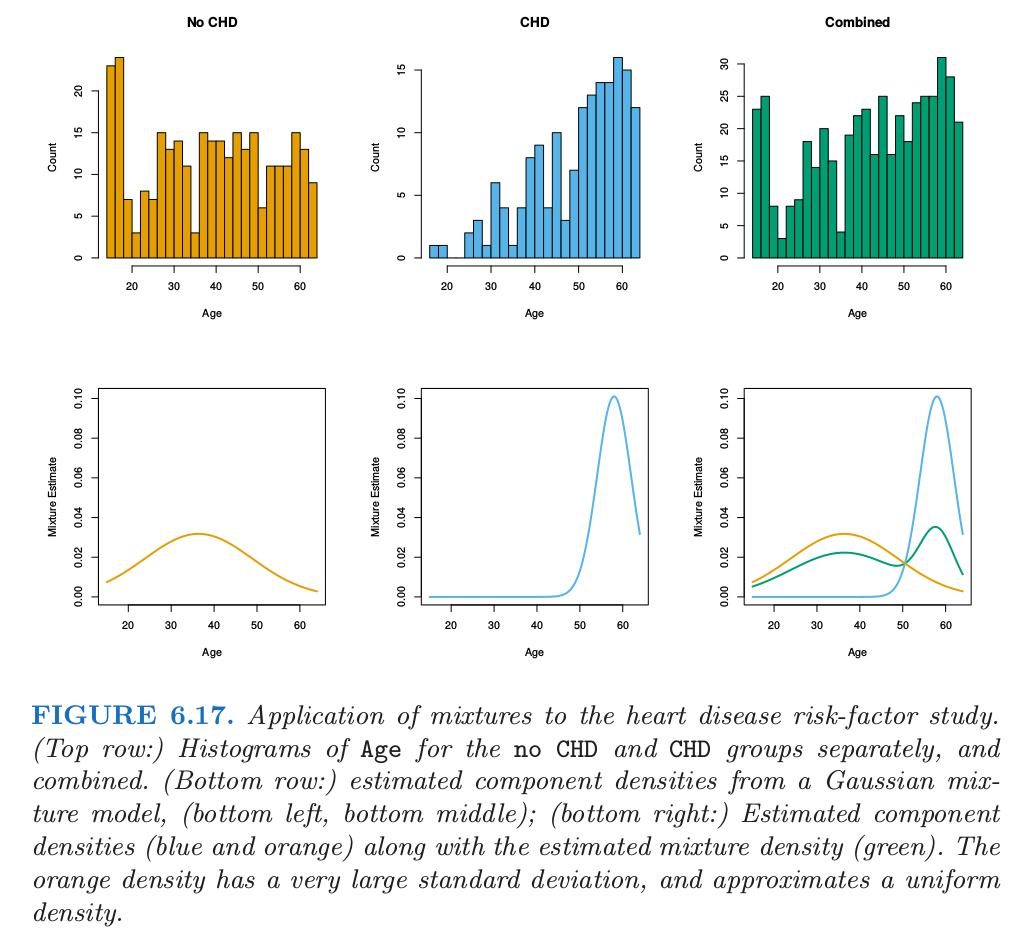 No CHD
CHD
Combined
Count
0
5
10
15
20
20
30
40
50
60
Age
Count
0
5
10
15
20
30
40
50
60
Age
Count
0
5
10
15
20
25
30
20
30
40
50
60
Age
Mixture Estimate
0.00
0.02
0.04
0.06
0.08
0.10
20
30
40
50
60
Age
Mixture Estimate
0.00
0.02
0.04
0.06
0.08
0.10
20
30
40
50
60
Age
Mixture Estimate
0.00
0.02
0.04
0.06
0.08
0.10
20
30
40
50
60
Age
FIGURE 6.17. Application of mixtures to the heart disease risk-factor study.
(Top row:) Histograms of Age for the no CHD and CHD groups separately, and
combined. (Bottom row:) estimated component densities from a Gaussian mix-
ture model, (bottom left, bottom middle); (bottom right:) Estimated component
densities (blue and orange) along with the estimated mixture density (green). The
orange density has a very large standard deviation, and approximates a uniform
density.